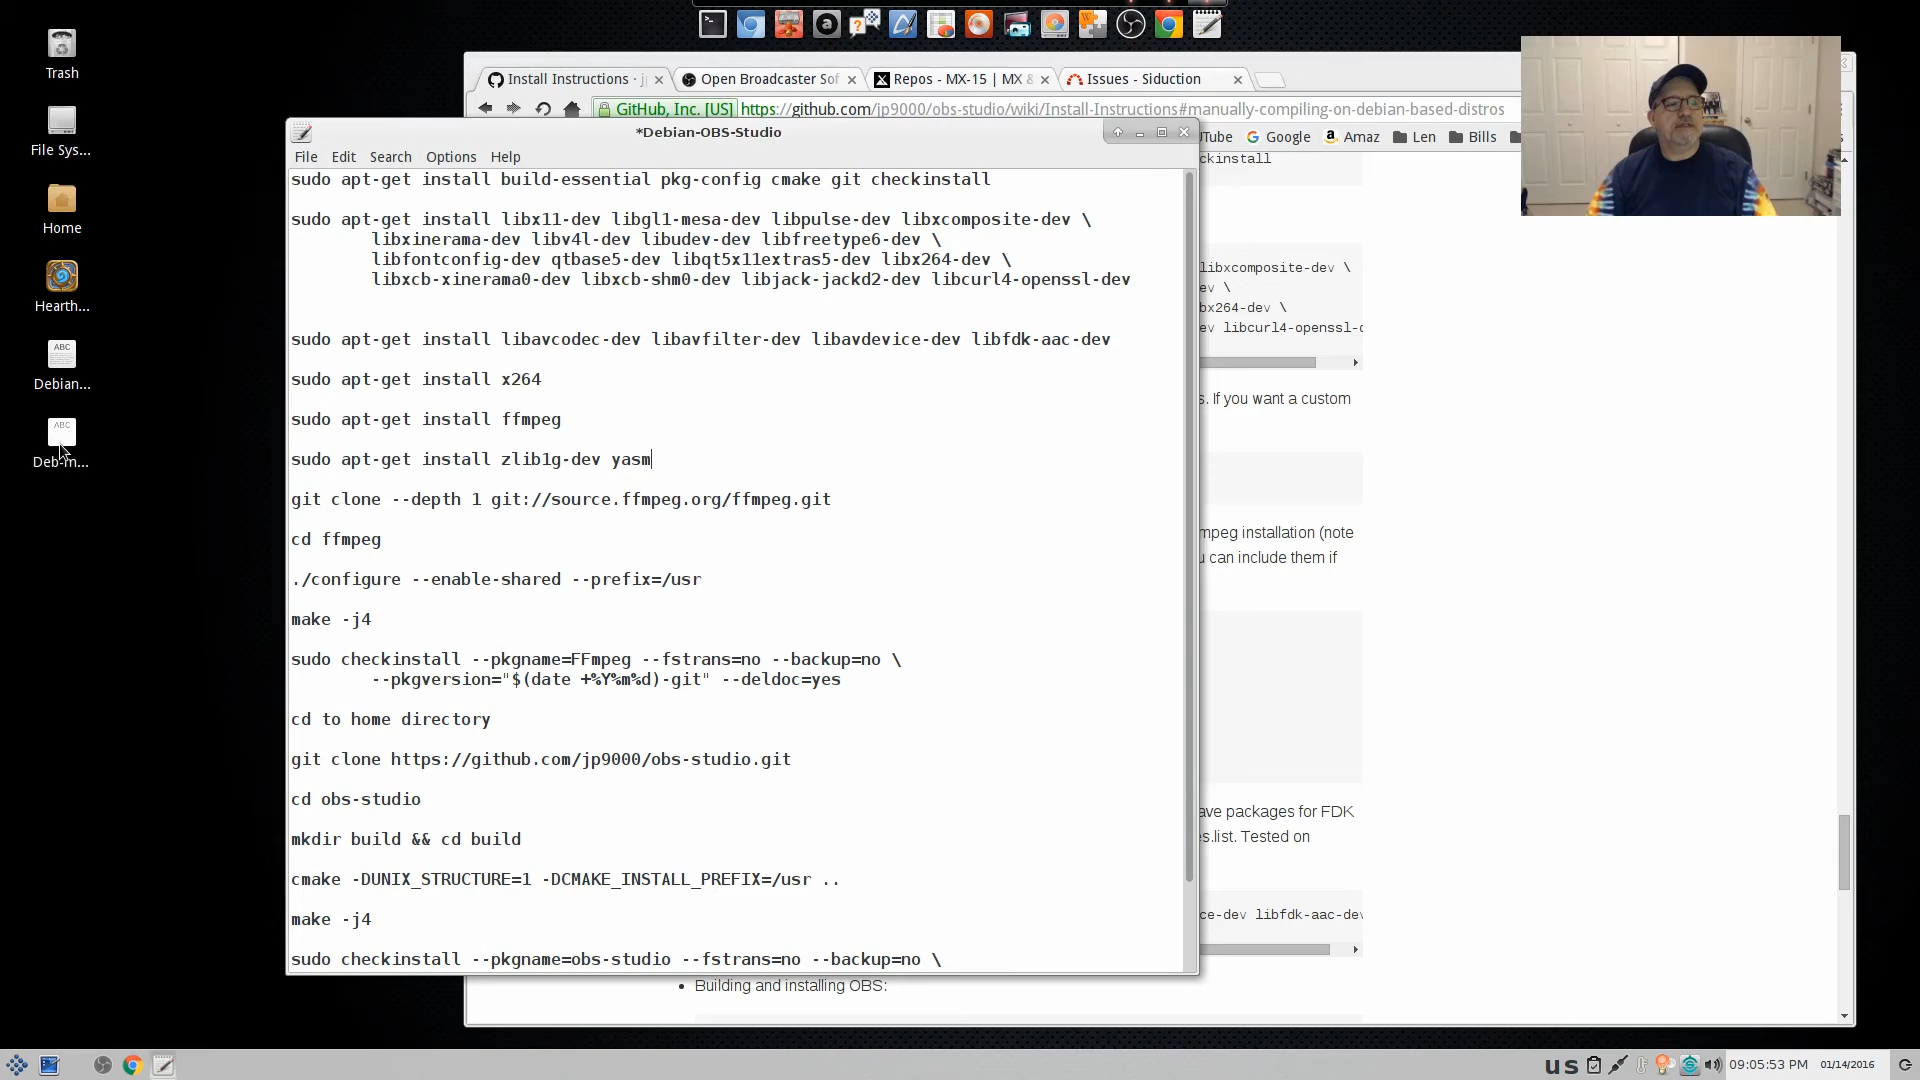 Trash
File Sys...
Home
Hearth...
Debian...
Install Instructions · j
Open Broadcaster Sof
Repos - MX-15 | MX &
Issues - Siduction
GitHub, Inc. [US] https://github.com/jp9000/obs-studio/wiki/Install-Instructions#manually-compiling-on-debian-based-distros
Google
Amaz
Len
Bills
*Debian-OBS-Studio
File Edit Search Options Help
sudo apt-get install build-essential pkg-config cmake git checkinstall
sudo apt-get install libx11-dev libgl1-mesa-dev libpulse-dev libxcomposite-dev \
libxinerama-dev libv4l-dev libudev-dev libfreetype6-dev \
libfontconfig-dev qtbase5-dev libqt5x11extras5-dev libx264-dev \
libxcb-xinerama0-dev libxcb-shm0-dev libjack-jackd2-dev libcurl4-openssl-dev
sudo apt-get install libavcodec-dev libavfilter-dev libavdevice-dev libfdk-aac-dev
sudo apt-get install x264
sudo apt-get install ffmpeg
sudo apt-get install zlib1g-dev yasm
git clone --depth 1 git://source.ffmpeg.org/ffmpeg.git
cd ffmpeg
./configure --enable-shared --prefix=/usr
make -j4
sudo checkinstall --pkgname=FFmpeg --fstrans=no --backup=no \
--pkgversion="$(date +%Y%m%d)-git" --deldoc=yes
cd to home directory
git clone https://github.com/jp9000/obs-studio.git
cd obs-studio
mkdir build && cd build
cmake -DUNIX_STRUCTURE=1 -DCMAKE_INSTALL_PREFIX=/usr ..
make -j4
sudo checkinstall --pkgname=obs-studio --fstrans=no --backup=no \
ckinstall
libxcomposite-dev \
ev \
bx264-dev \
ev libcurl4-openssl-d
s. If you want a custom
mpeg installation (note
u can include them if
ave packages for FDK
es.list. Tested on
ce-dev libfdk-aac-dev
Building and installing OBS:
us
09:05:53 PM
01/14/2016